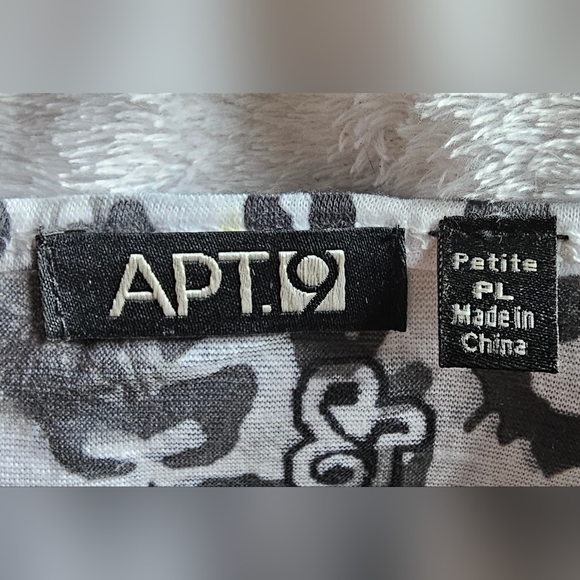 APT.9
Petite
PL
Made in
China
&